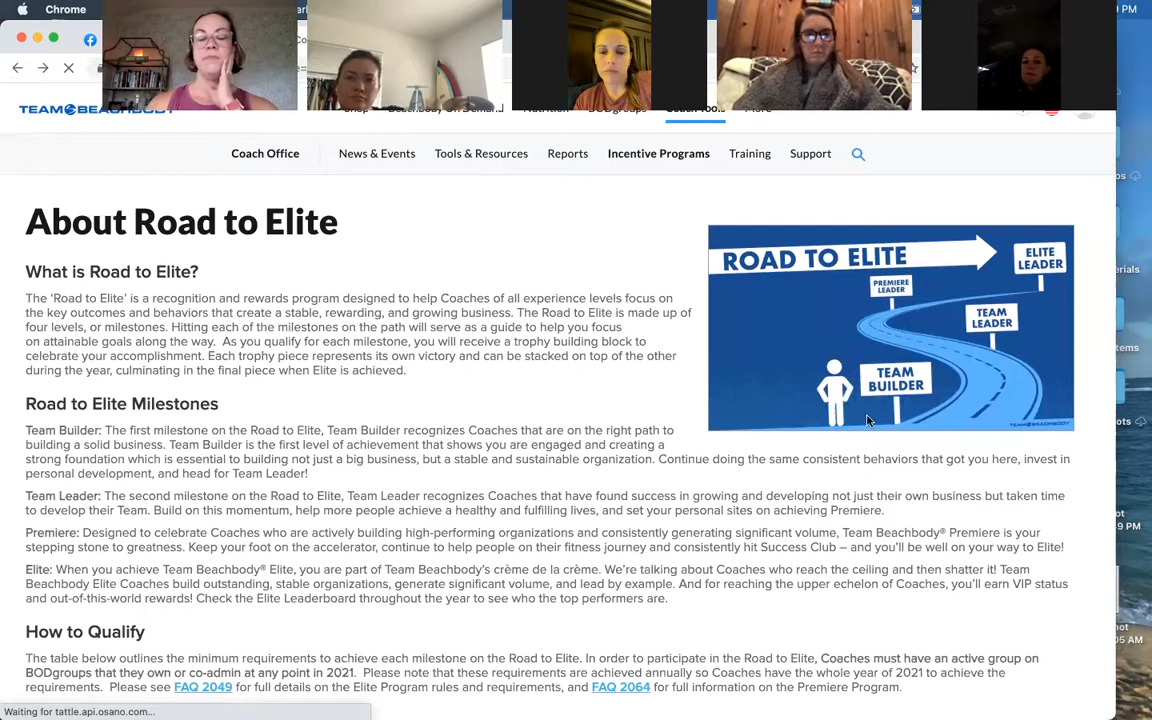 Chrome
PM
TEAM BEACHBODY
Coach Office
News & Events
Tools & Resources
Reports
Incentive Programs
Training
Support
About Road to Elite
What is Road to Elite?
The ‘Road to Elite’ is a recognition and rewards program designed to help Coaches of all experience levels focus on
the key outcomes and behaviors that create a stable, rewarding, and growing business. The Road to Elite is made up of
four levels, or milestones. Hitting each of the milestones on the path will serve as a guide to help you focus
on attainable goals along the way.  As you qualify for each milestone, you will receive a trophy building block to
celebrate your accomplishment. Each trophy piece represents its own victory and can be stacked on top of the other
during the year, culminating in the final piece when Elite is achieved.
ROAD TO ELITE
ELITE
LEADER
PREMIERE
LEADER
TEAM
LEADER
TEAM
BUILDER
TEAM BEACHBODY
Road to Elite Milestones
Team Builder: The first milestone on the Road to Elite, Team Builder recognizes Coaches that are on the right path to
building a solid business. Team Builder is the first level of achievement that shows you are engaged and creating a
strong foundation which is essential to building not just a big business, but a stable and sustainable organization. Continue doing the same consistent behaviors that got you here, invest in
personal development, and head for Team Leader!
Team Leader: The second milestone on the Road to Elite, Team Leader recognizes Coaches that have found success in growing and developing not just their own business but taken time
to develop their Team. Build on this momentum, help more people achieve a healthy and fulfilling lives, and set your personal sites on achieving Premiere.
Premiere: Designed to celebrate Coaches who are actively building high-performing organizations and consistently generating significant volume, Team Beachbody® Premiere is your
stepping stone to greatness. Keep your foot on the accelerator, continue to help people on their fitness journey and consistently hit Success Club – and you’ll be well on your way to Elite!
Elite: When you achieve Team Beachbody® Elite, you are part of Team Beachbody’s crème de la crème. We’re talking about Coaches who reach the ceiling and then shatter it! Team
Beachbody Elite Coaches build outstanding, stable organizations, generate significant volume, and lead by example. And for reaching the upper echelon of Coaches, you’ll earn VIP status
and out-of-this-world rewards! Check the Elite Leaderboard throughout the year to see who the top performers are.
How to Qualify
The table below outlines the minimum requirements to achieve each milestone on the Road to Elite. In order to participate in the Road to Elite, Coaches must have an active group on
BODgroups that they own or co-admin at any point in 2021.  Please note that these requirements are achieved annually so Coaches have the whole year of 2021 to achieve the
requirements.  Please see FAQ 2049 for full details on the Elite Program rules and requirements, and FAQ 2064 for full information on the Premiere Program.
Waiting for tattle.api.osano.com...